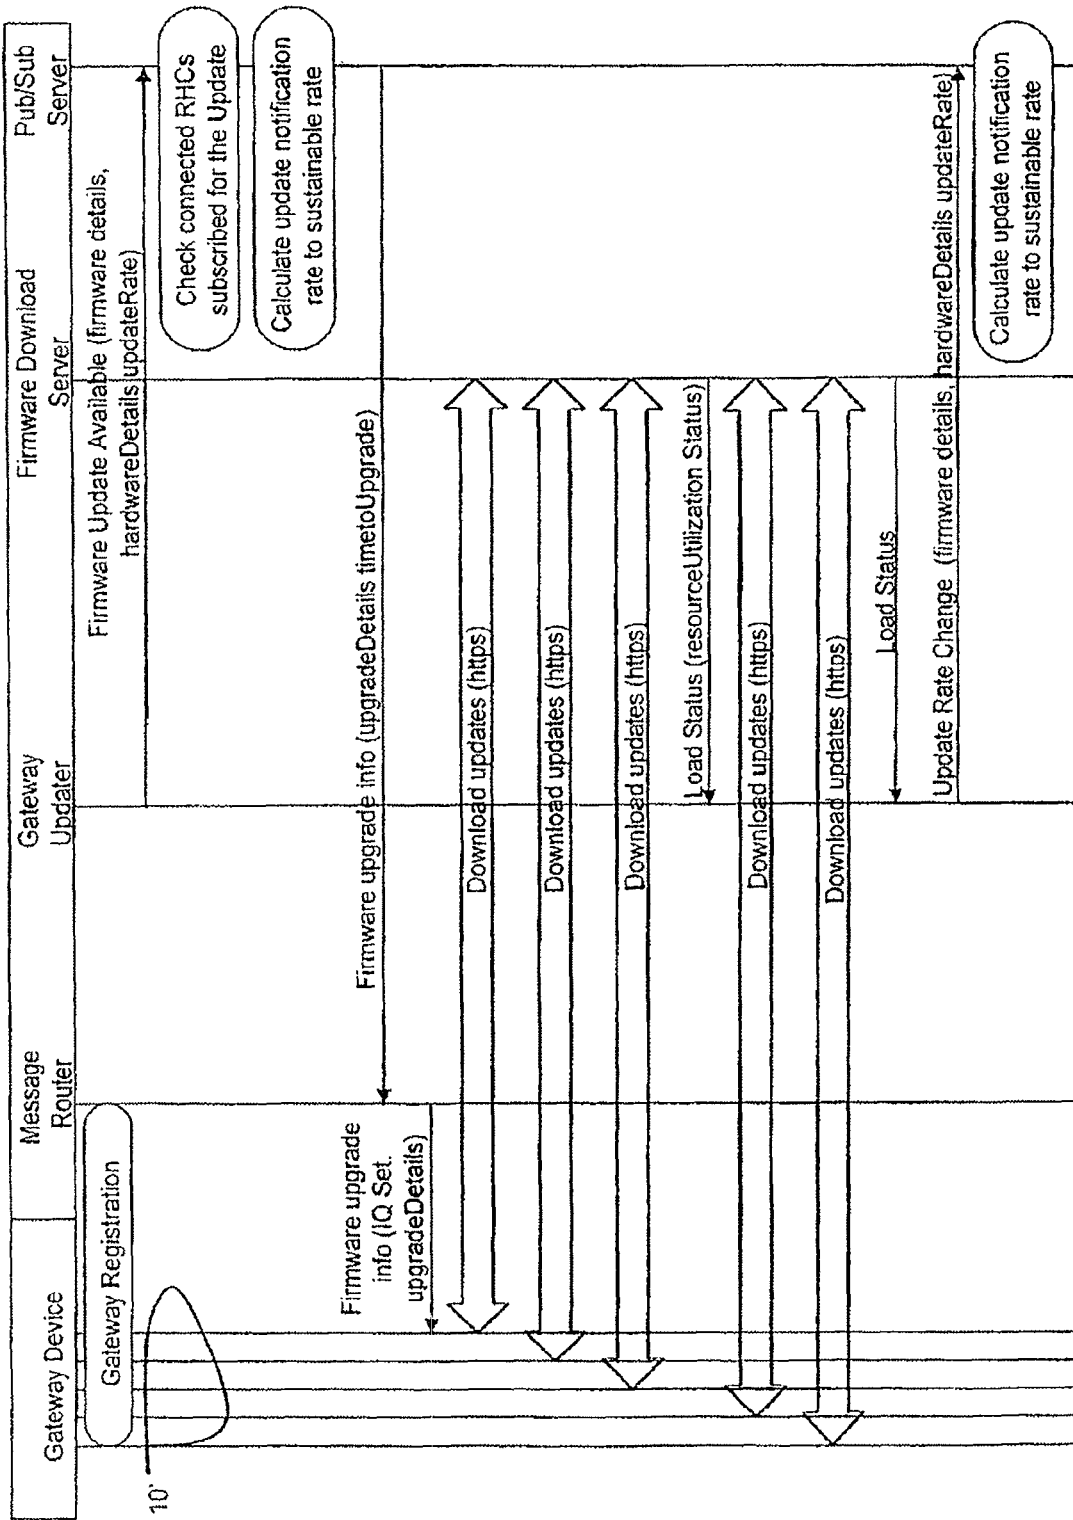 Gateway Device
Message
Router
Gateway
Updater
Firmware Download
Server
Pub/Sub
Server
Gateway Registration
10'
Firmware Update Available (firmware details,
hardwareDetails updateRate)
Check connected RHCs
subscribed for the Update
Calculate update notification
rate to sustainable rate
Firmware upgrade info (upgradeDetails timetoUpgrade)
Firmware upgrade
info (IQ Set.
upgradeDetails)
Download updates (https)
Download updates (https)
Download updates (https)
Load Status (resourceUtilization Status)
Download updates (https)
Download updates (https)
Load Status
Update Rate Change (firmware details, hardwareDetails updateRate)
Calculate update notification
rate to sustainable rate